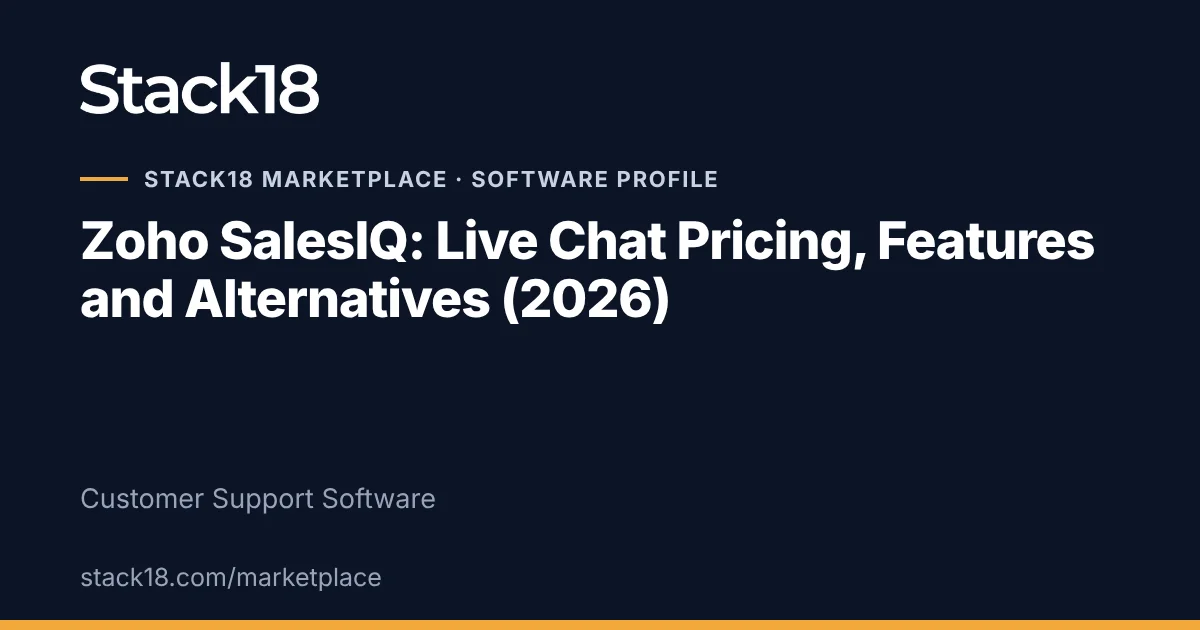 Stack18
STACK18 MARKETPLACE · SOFTWARE PROFILE
Zoho SalesIQ: Live Chat Pricing, Features
and Alternatives (2026)
Customer Support Software
stack18.com/marketplace